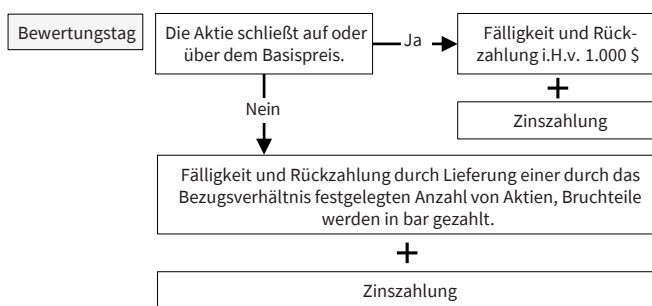 Bewertungstag
Die Aktie schließt auf oder
über dem Basispreis.
Ja
Fälligkeit und Rück-
zahlung i.H.v. 1.000 $
+
Zinszahlung
Nein
Fälligkeit und Rückzahlung durch Lieferung einer durch das
Bezugsverhältnis festgelegten Anzahl von Aktien, Bruchteile
werden in bar gezahlt.
+
Zinszahlung